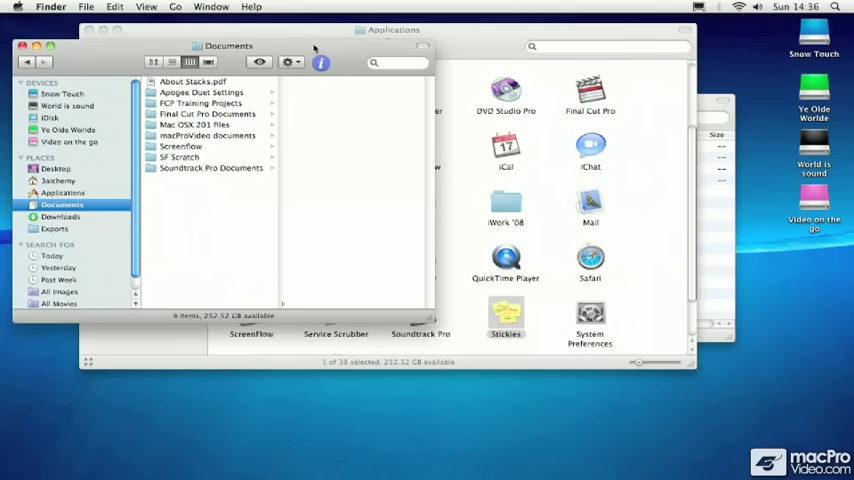 Finder File Edit View Go Window Help
Sun 14:36
Applications
Documents
DEVICES
Snow Touch
World is sound
iDisk
Ye Olde Worlde
Video on the go
PLACES
Desktop
3aichemy
Applications
Documents
Downloads
Exports
SEARCH FOR
Today
Yesterday
Past Week
All Images
All Movies
About Stacks.pdf
Apogee Duet Settings
FCP Training Projects
Final Cut Pro Documents
Mac OSX 201 files
macProVideo documents
Screenflow
SF Scratch
Soundtrack Pro Documents
9 items, 252.52 GB available
DVD Studio Pro
Final Cut Pro
iCal
iChat
iWork '08
Mail
QuickTime Player
Safari
ScreenFlow
Service Scrubber
Soundtrack Pro
Stickies
System
Preferences
1 of 38 selected, 252.52 GB available
Size
--
--
--
--
Snow Touch
Ye Olde
Worlde
World is
sound
Video on the
go
macPro
Video.com